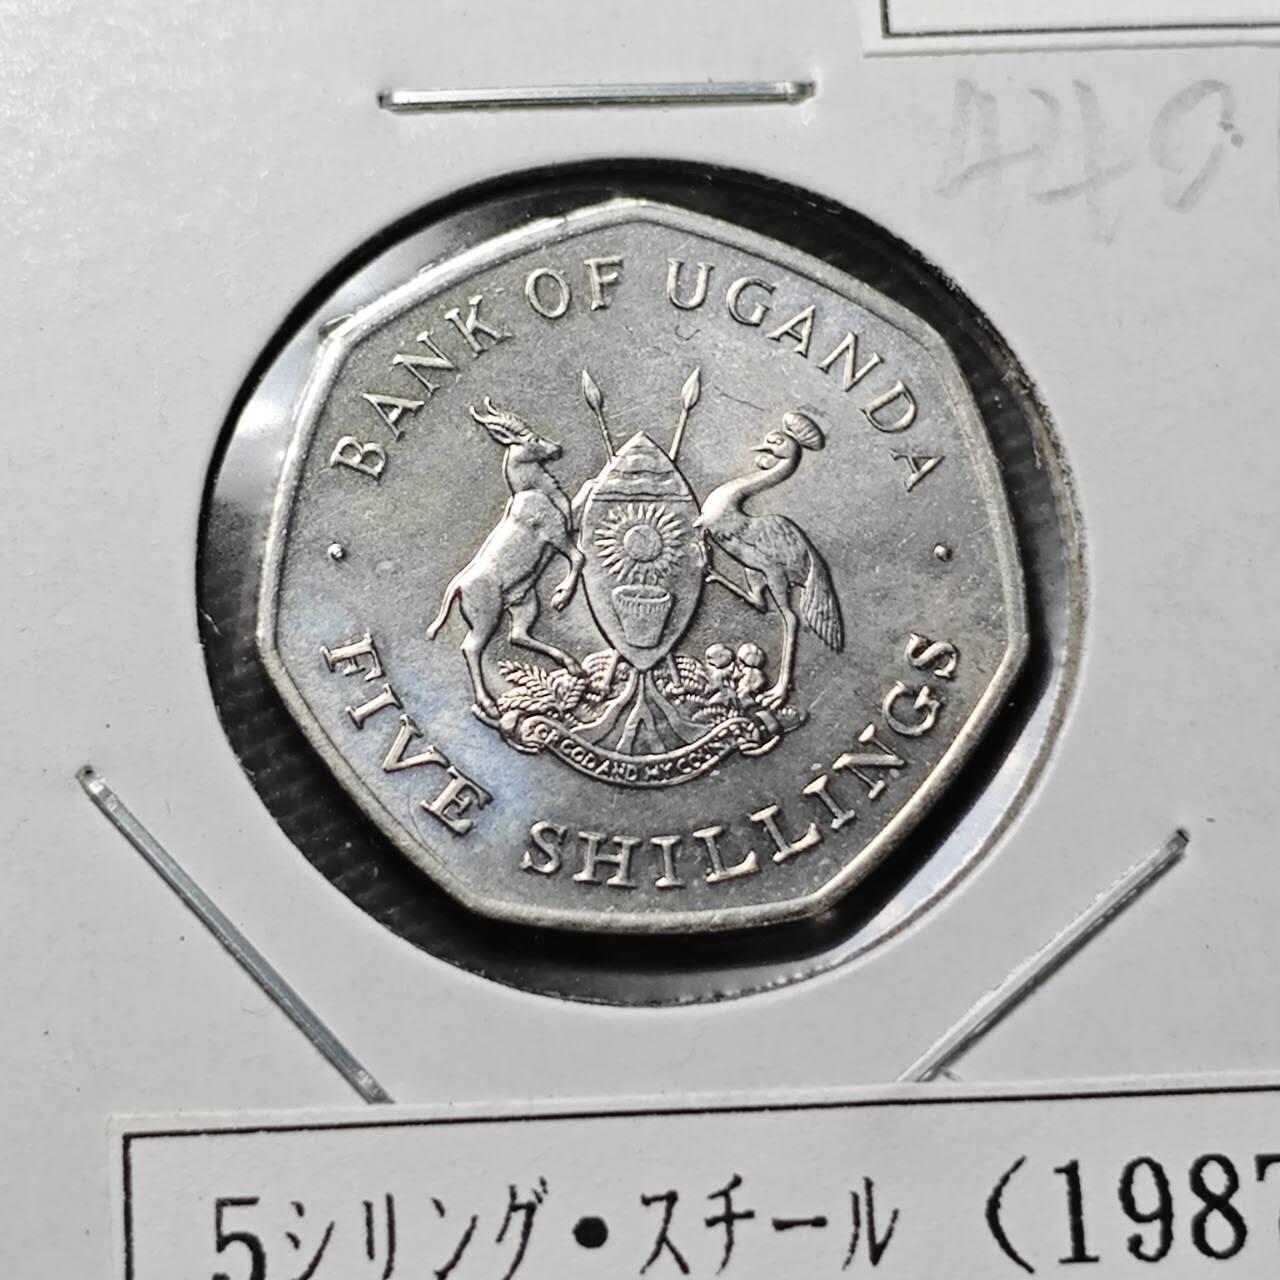 BANK OF UGANDA
FOR GOD AND MY COUN
FIVE SHILLINGS
5シリング・スチール (1987